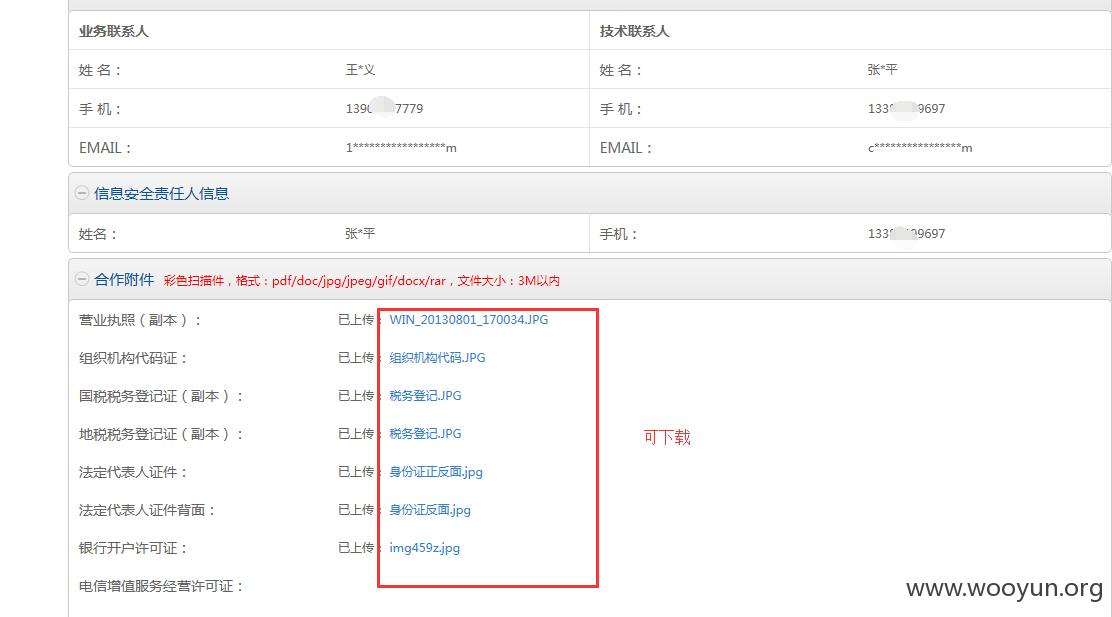 业务联系人 技术联系人
姓 名： 王*义 姓 名： 张*平
手 机： 139 7779 手 机： 133 9697
EMAIL： 1*****************m EMAIL： c****************m
信息安全责任人信息
姓名： 张*平 手机： 133 9697
合作附件 彩色扫描件，格式：pdf/doc/jpg/jpeg/gif/docx/rar，文件大小：3M以内
营业执照（副本）： 已上传： WIN_20130801_170034.JPG
组织机构代码证： 已上传： 组织机构代码.JPG
国税税务登记证（副本）： 已上传： 税务登记.JPG
地税税务登记证（副本）： 已上传： 税务登记.JPG
可下载
法定代表人证件： 已上传： 身份证正反面.jpg
法定代表人证件背面： 已上传： 身份证反面.jpg
银行开户许可证： 已上传： img459z.jpg
电信增值服务经营许可证：
www.wooyun.org